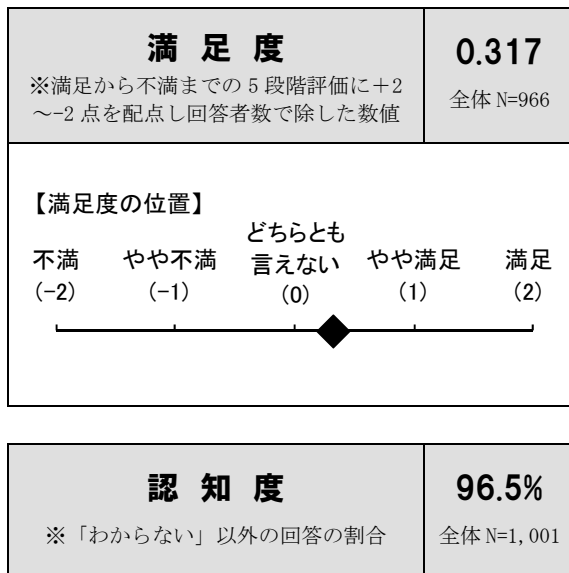 満 足 度
※満足から不満までの 5 段階評価に＋2
～-2 点を配点し回答者数で除した数値
0.317
全体 N=966
【満足度の位置】
不満 やや不満 どちらとも
言えない やや満足 満足
(-2) (-1) (0) (1) (2)
認 知 度
※「わからない」以外の回答の割合
96.5%
全体 N=1,001